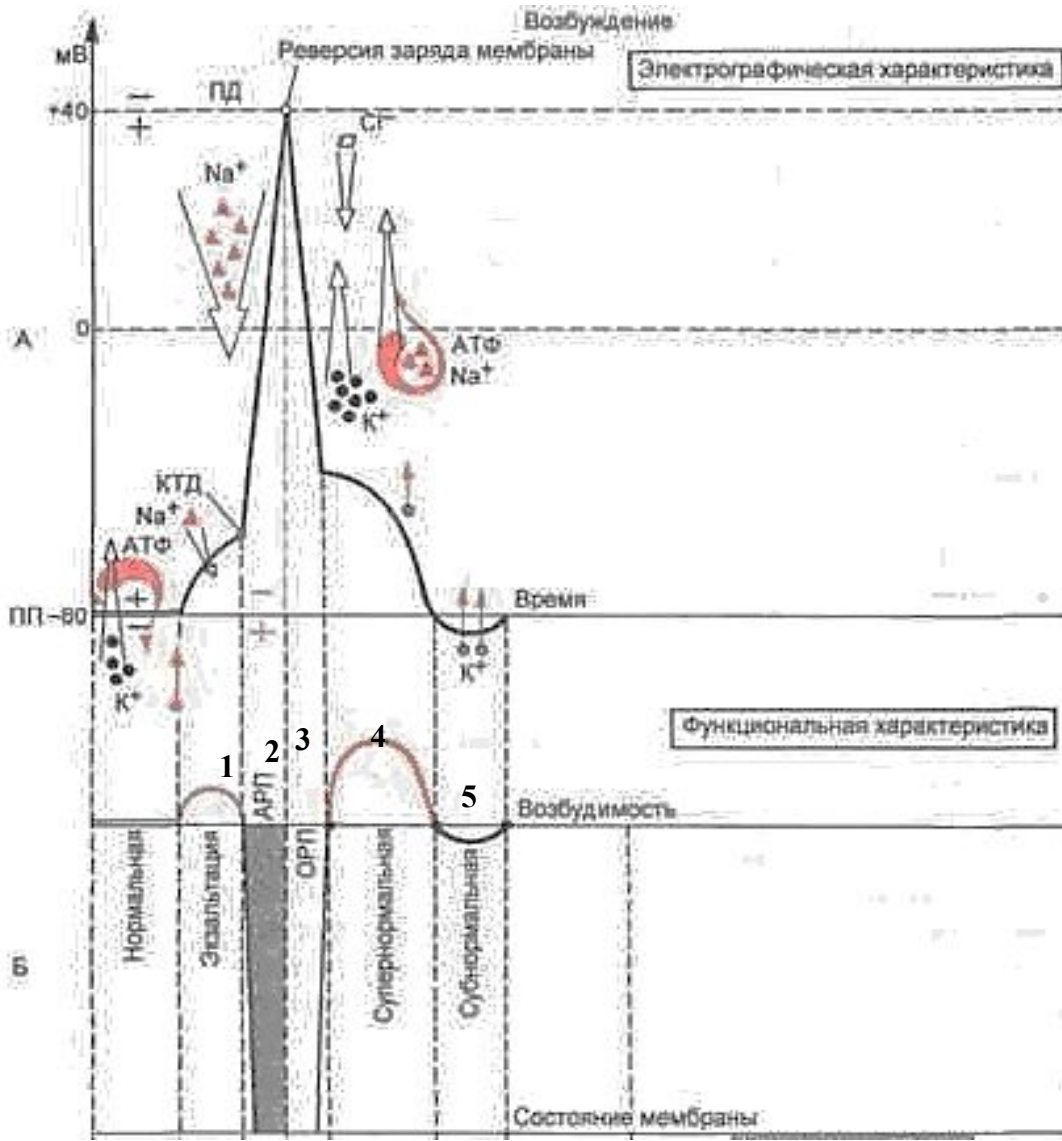 Возбуждение
мВ
Реверсия заряда мембраны
Электрографическая характеристика
ПД
+40
−
+
Cl⁻
Na⁺
А
0
АТФ
Na⁺
К⁺
КТД
Na⁺
АТФ
+
−
ПП −80
Время
−
+
К⁺
К⁺
Функциональная характеристика
1
2
3
4
5
АРП
Возбудимость
ОРП
Нормальная
Экзальтация
Супернормальная
Субнормальная
Б
Состояние мембраны